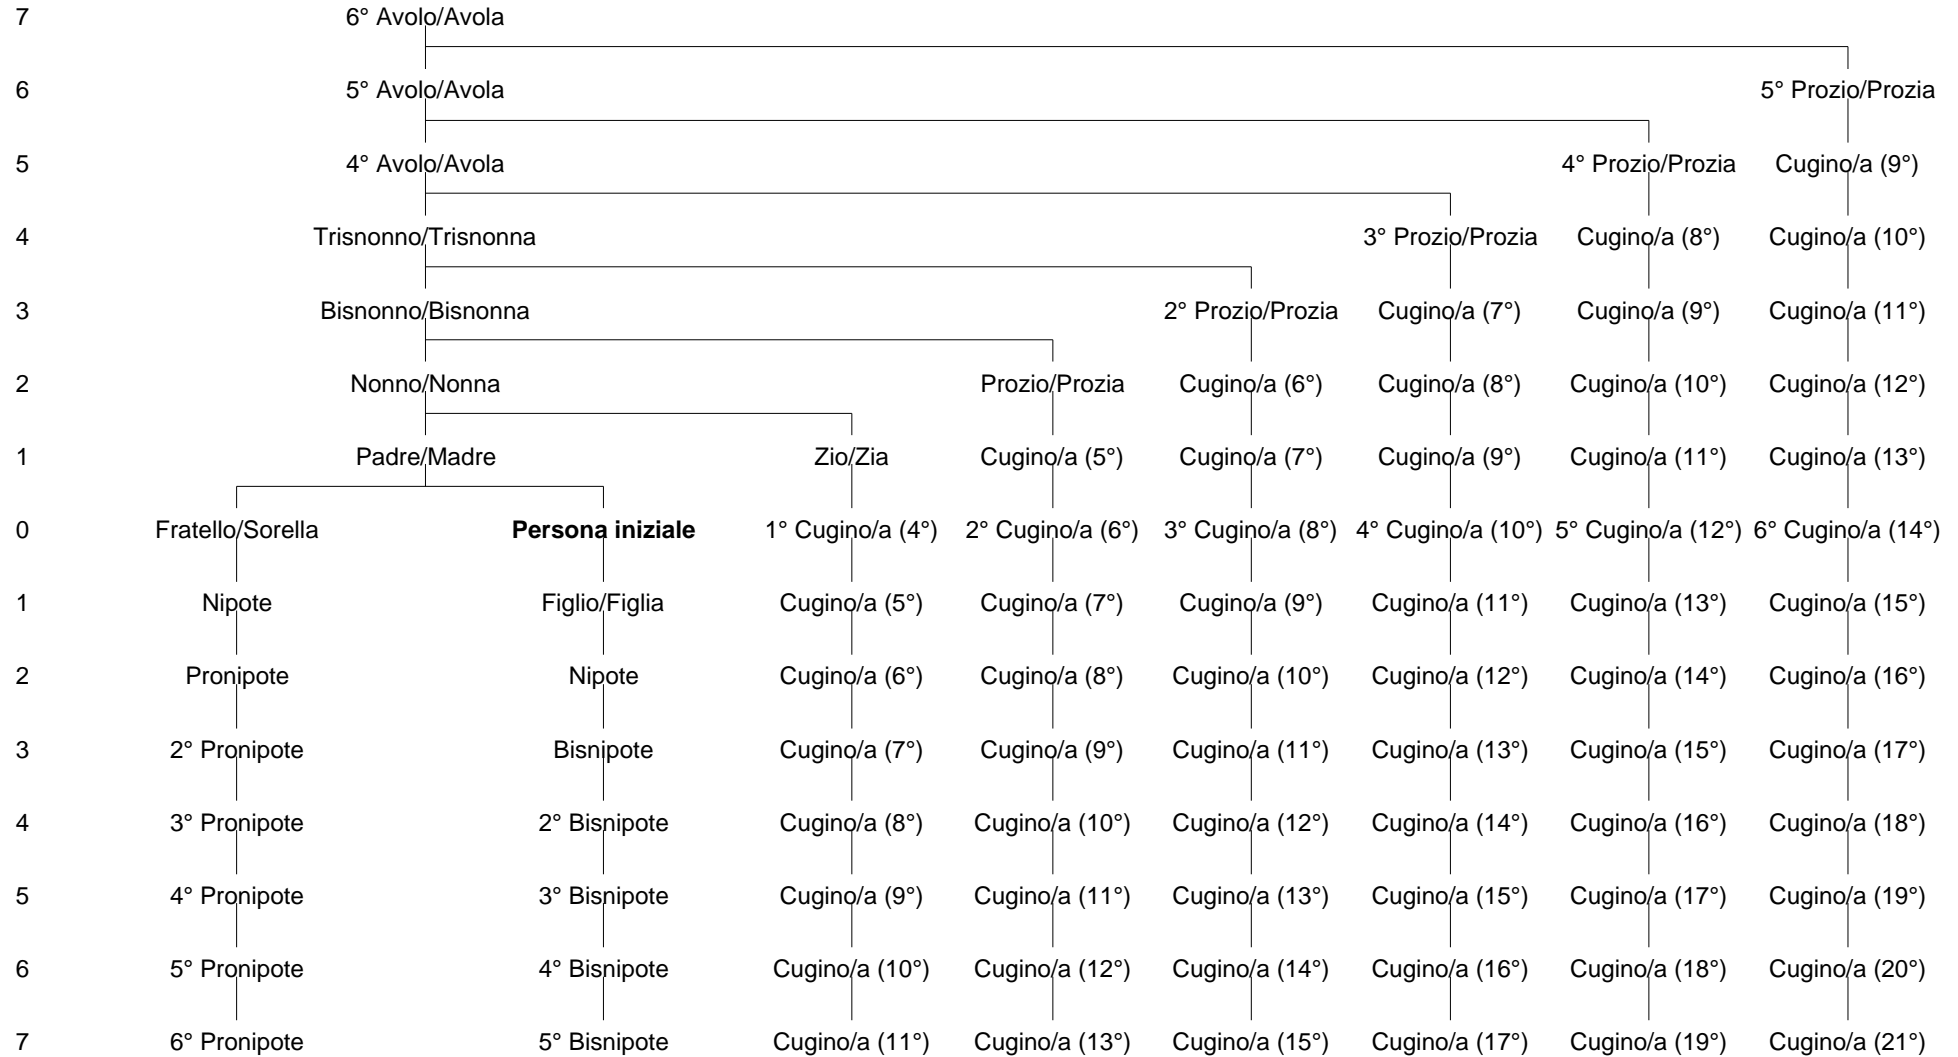 7 6° Avolo/Avola
6 5° Avolo/Avola 5° Prozio/Prozia
5 4° Avolo/Avola 4° Prozio/Prozia Cugino/a (9°)
4 Trisnonno/Trisnonna 3° Prozio/Prozia Cugino/a (8°) Cugino/a (10°)
3 Bisnonno/Bisnonna 2° Prozio/Prozia Cugino/a (7°) Cugino/a (9°) Cugino/a (11°)
2 Nonno/Nonna Prozio/Prozia Cugino/a (6°) Cugino/a (8°) Cugino/a (10°) Cugino/a (12°)
1 Padre/Madre Zio/Zia Cugino/a (5°) Cugino/a (7°) Cugino/a (9°) Cugino/a (11°) Cugino/a (13°)
0 Fratello/Sorella Persona iniziale 1° Cugino/a (4°) 2° Cugino/a (6°) 3° Cugino/a (8°) 4° Cugino/a (10°) 5° Cugino/a (12°) 6° Cugino/a (14°)
1 Nipote Figlio/Figlia Cugino/a (5°) Cugino/a (7°) Cugino/a (9°) Cugino/a (11°) Cugino/a (13°) Cugino/a (15°)
2 Pronipote Nipote Cugino/a (6°) Cugino/a (8°) Cugino/a (10°) Cugino/a (12°) Cugino/a (14°) Cugino/a (16°)
3 2° Pronipote Bisnipote Cugino/a (7°) Cugino/a (9°) Cugino/a (11°) Cugino/a (13°) Cugino/a (15°) Cugino/a (17°)
4 3° Pronipote 2° Bisnipote Cugino/a (8°) Cugino/a (10°) Cugino/a (12°) Cugino/a (14°) Cugino/a (16°) Cugino/a (18°)
5 4° Pronipote 3° Bisnipote Cugino/a (9°) Cugino/a (11°) Cugino/a (13°) Cugino/a (15°) Cugino/a (17°) Cugino/a (19°)
6 5° Pronipote 4° Bisnipote Cugino/a (10°) Cugino/a (12°) Cugino/a (14°) Cugino/a (16°) Cugino/a (18°) Cugino/a (20°)
7 6° Pronipote 5° Bisnipote Cugino/a (11°) Cugino/a (13°) Cugino/a (15°) Cugino/a (17°) Cugino/a (19°) Cugino/a (21°)